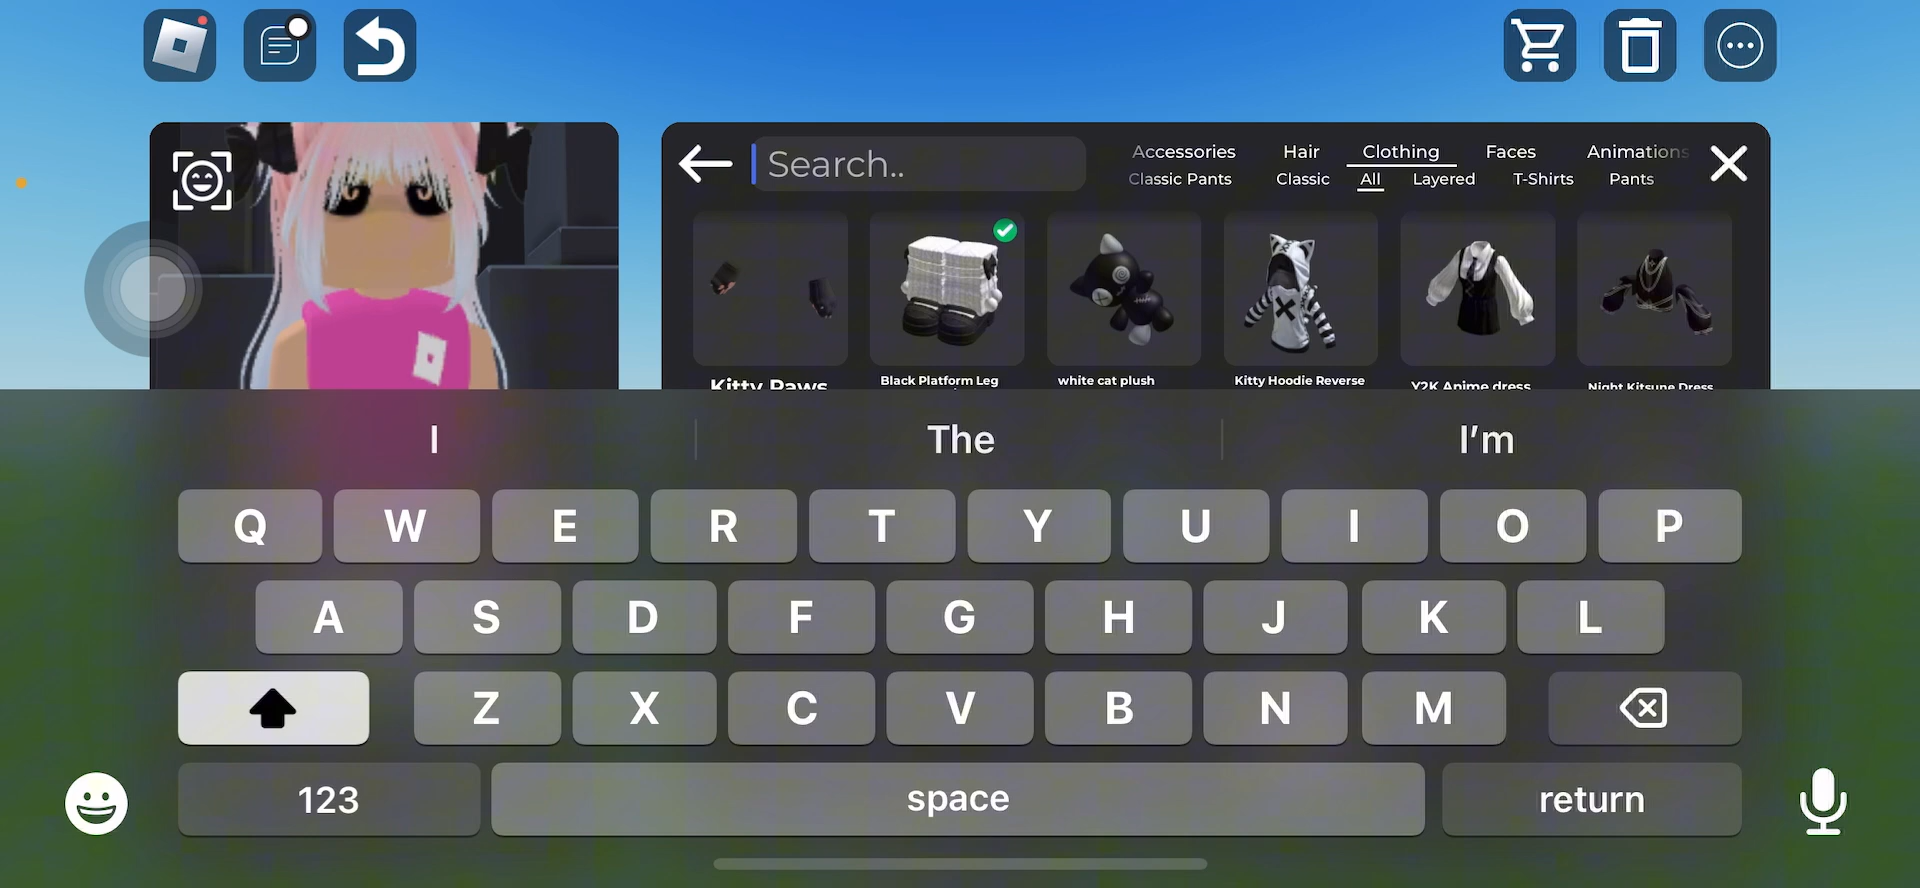 Search..
Accessories Hair Clothing Faces Animations
Classic Pants Classic All Layered T-Shirts Pants
Kitty Paws Black Platform Leg white cat plush Kitty Hoodie Reverse Y2K Anime dress Night Kitsune Dress
I The I'm
Q W E R T Y U I O P
A S D F G H J K L
Z X C V B N M
123 space return